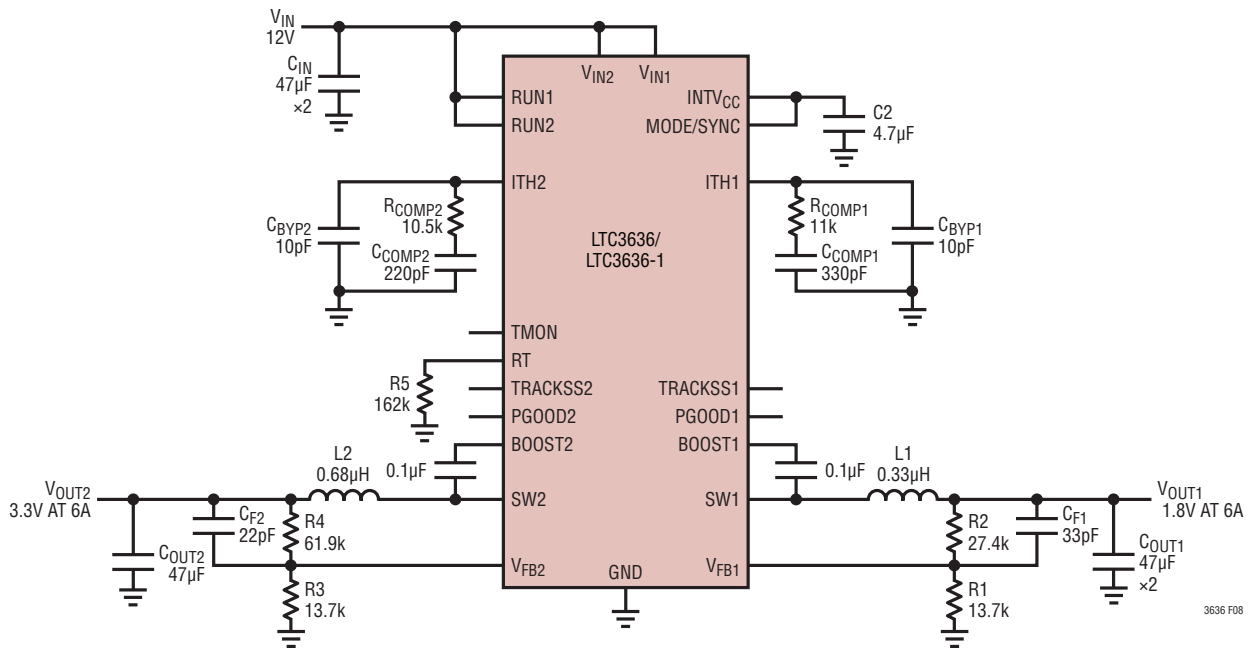 VIN
12V
CIN
47µF
×2
VIN2
VIN1
RUN1
RUN2
INTVCC
MODE/SYNC
C2
4.7µF
ITH2
ITH1
CBYP2
10pF
RCOMP2
10.5k
CCOMP2
220pF
LTC3636/
LTC3636-1
RCOMP1
11k
CCOMP1
330pF
CBYP1
10pF
TMON
RT
R5
162k
TRACKSS2
TRACKSS1
PGOOD2
PGOOD1
BOOST2
BOOST1
L2
0.68µH
0.1µF
0.1µF
L1
0.33µH
SW2
SW1
VOUT2
3.3V AT 6A
VOUT1
1.8V AT 6A
COUT2
47µF
CF2
22pF
R4
61.9k
R2
27.4k
CF1
33pF
COUT1
47µF
×2
VFB2
GND
VFB1
R3
13.7k
R1
13.7k
3636 F08